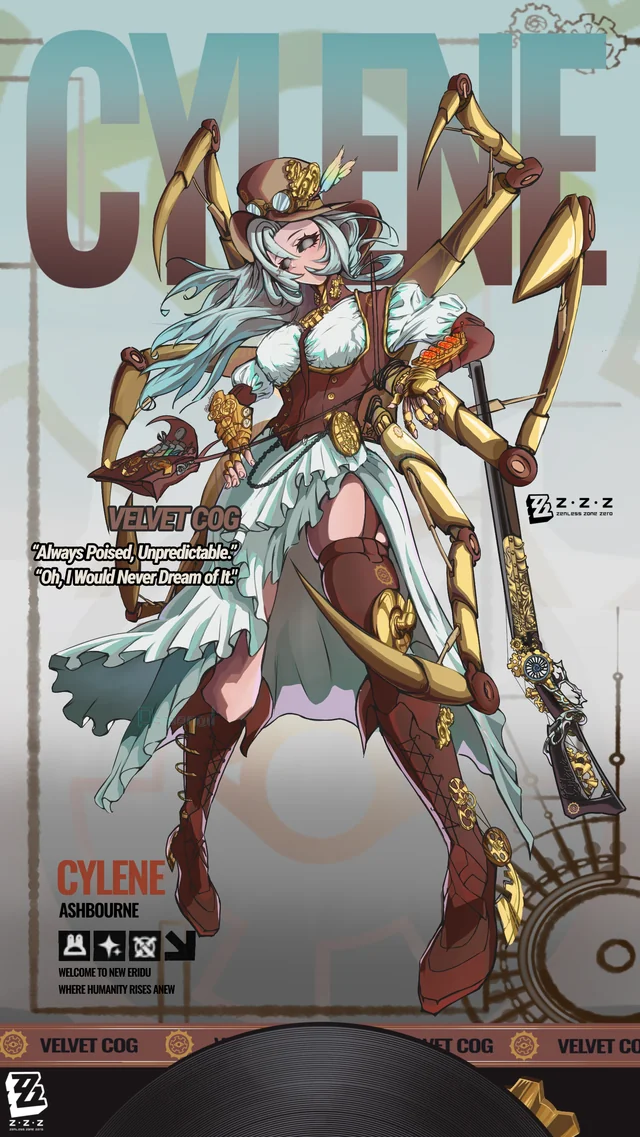 CYLENE
Z·Z·Z
ZENLESS ZONE ZERO
VELVET COG
"Always Poised, Unpredictable."
"Oh, I Would Never Dream of It."
CYLENE
ASHBOURNE
WELCOME TO NEW ERIDU
WHERE HUMANITY RISES ANEW
VELVET COG VELVET COG VELVET CO
Z·Z·Z
ZENLESS ZONE ZERO